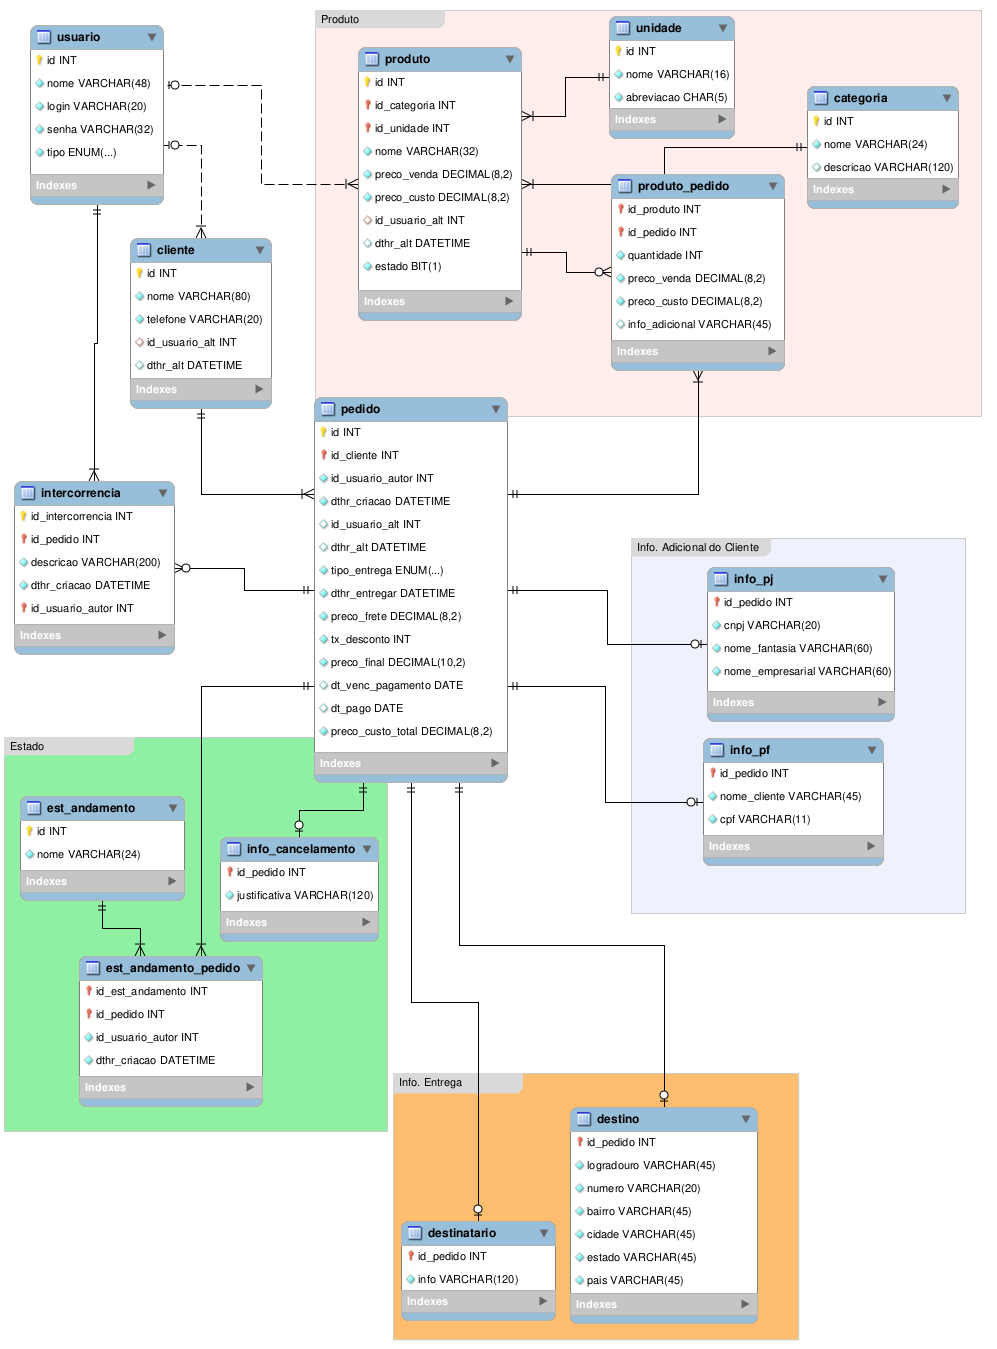 usuario
id INT
nome VARCHAR(48)
login VARCHAR(20)
senha VARCHAR(32)
tipo ENUM(...)
Indexes
Produto
produto
id INT
id_categoria INT
id_unidade INT
nome VARCHAR(32)
preco_venda DECIMAL(8,2)
preco_custo DECIMAL(8,2)
id_usuario_alt INT
dthr_alt DATETIME
estado BIT(1)
Indexes
unidade
id INT
nome VARCHAR(16)
abreviacao CHAR(5)
Indexes
categoria
id INT
nome VARCHAR(24)
descricao VARCHAR(120)
Indexes
produto_pedido
id_produto INT
id_pedido INT
quantidade INT
preco_venda DECIMAL(8,2)
preco_custo DECIMAL(8,2)
info_adicional VARCHAR(45)
Indexes
cliente
id INT
nome VARCHAR(80)
telefone VARCHAR(20)
id_usuario_alt INT
dthr_alt DATETIME
Indexes
pedido
id INT
id_cliente INT
id_usuario_autor INT
dthr_criacao DATETIME
id_usuario_alt INT
dthr_alt DATETIME
tipo_entrega ENUM(...)
dthr_entregar DATETIME
preco_frete DECIMAL(8,2)
tx_desconto INT
preco_final DECIMAL(10,2)
dt_venc_pagamento DATE
dt_pago DATE
preco_custo_total DECIMAL(8,2)
Indexes
intercorrencia
id_intercorrencia INT
id_pedido INT
descricao VARCHAR(200)
dthr_criacao DATETIME
id_usuario_autor INT
Indexes
Info. Adicional do Cliente
info_pj
id_pedido INT
cnpj VARCHAR(20)
nome_fantasia VARCHAR(60)
nome_empresarial VARCHAR(60)
Indexes
info_pf
id_pedido INT
nome_cliente VARCHAR(45)
cpf VARCHAR(11)
Indexes
Estado
est_andamento
id INT
nome VARCHAR(24)
Indexes
info_cancelamento
id_pedido INT
justificativa VARCHAR(120)
Indexes
est_andamento_pedido
id_est_andamento INT
id_pedido INT
id_usuario_autor INT
dthr_criacao DATETIME
Indexes
Info. Entrega
destinatario
id_pedido INT
info VARCHAR(120)
Indexes
destino
id_pedido INT
logradouro VARCHAR(45)
numero VARCHAR(20)
bairro VARCHAR(45)
cidade VARCHAR(45)
estado VARCHAR(45)
pais VARCHAR(45)
Indexes